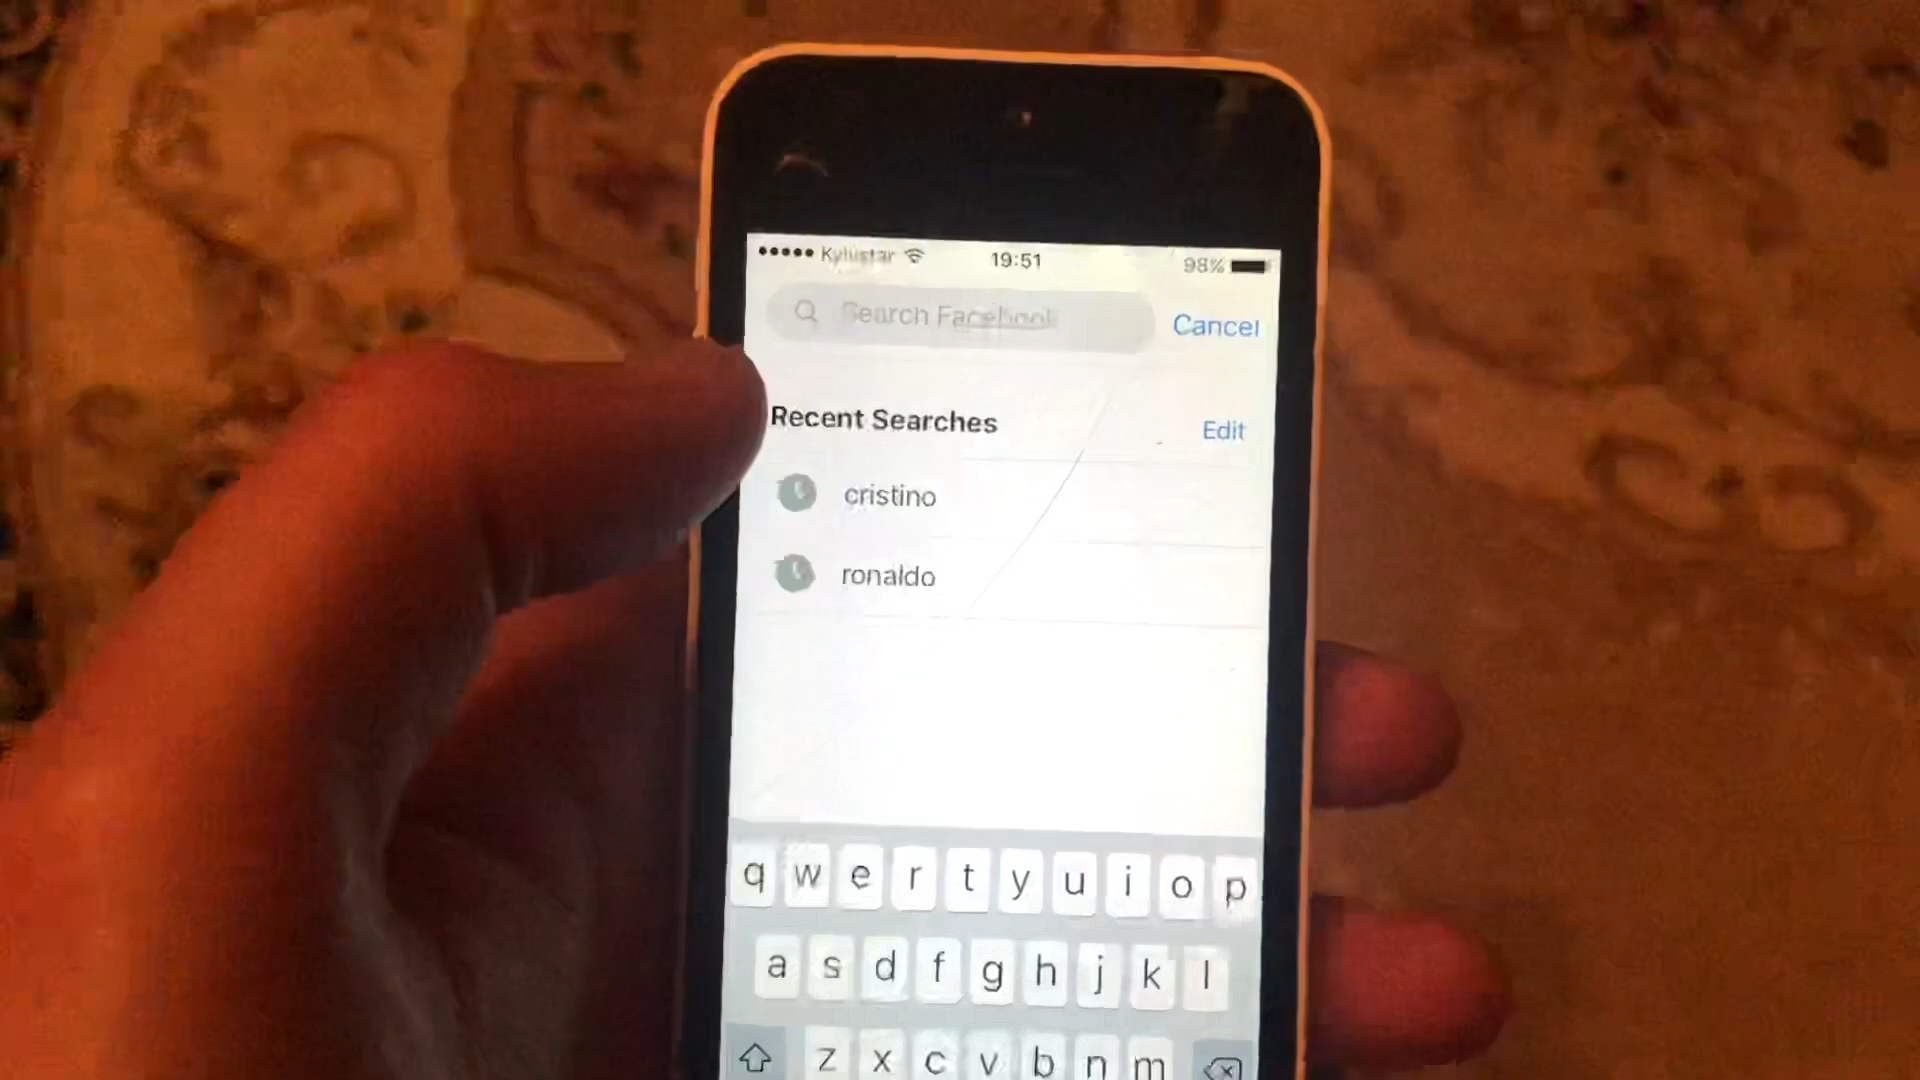 Kyivstar 19:51 98%
Search Facebook Cancel
Recent Searches Edit
cristino
ronaldo
q w e r t y u i o p
a s d f g h j k l
z x c v b n m